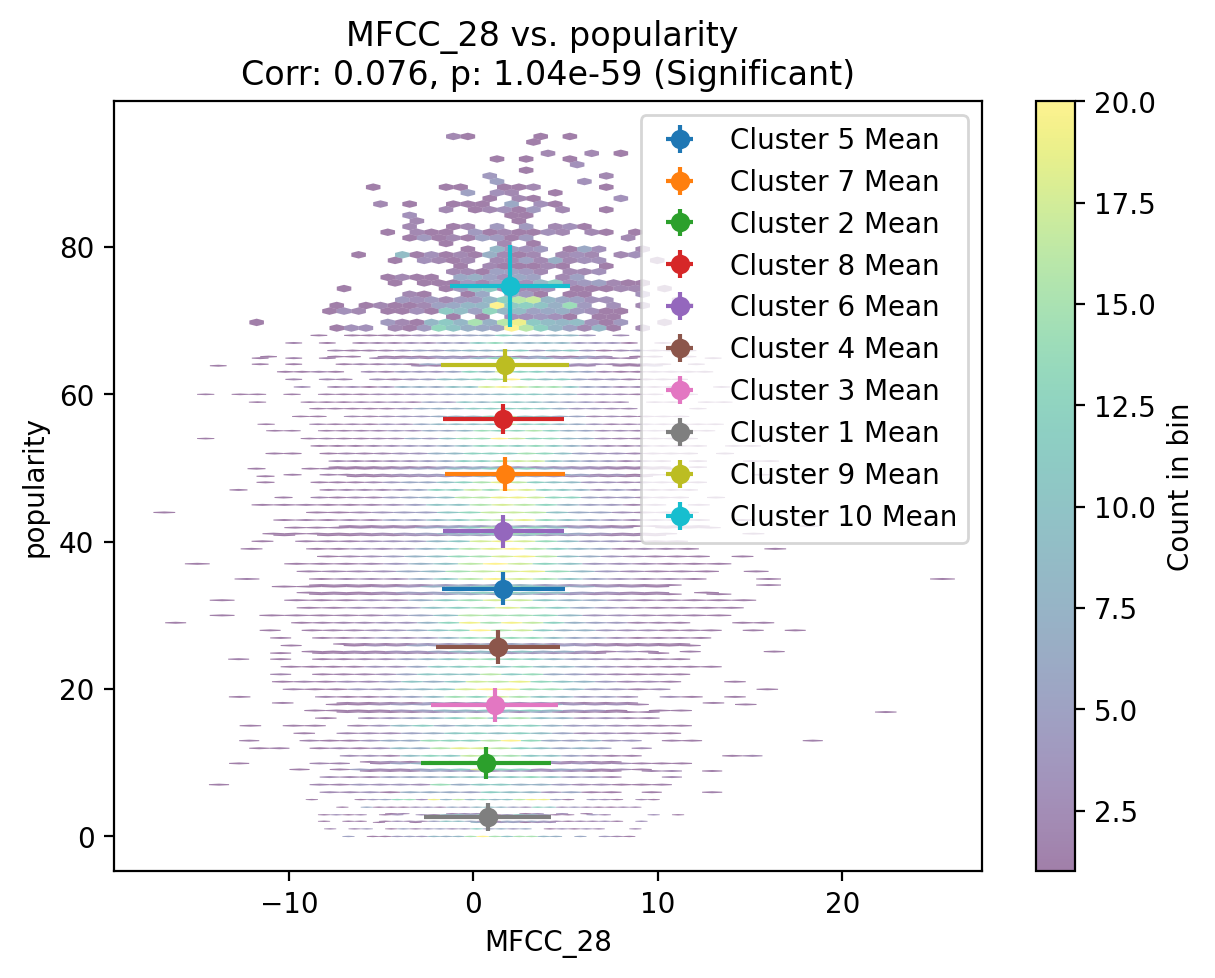 MFCC_28 vs. popularity
Corr: 0.076, p: 1.04e-59 (Significant)
Cluster 5 Mean
Cluster 7 Mean
Cluster 2 Mean
Cluster 8 Mean
Cluster 6 Mean
Cluster 4 Mean
Cluster 3 Mean
Cluster 1 Mean
Cluster 9 Mean
Cluster 10 Mean
popularity
80
60
40
20
0
−10
0
10
20
MFCC_28
20.0
17.5
15.0
12.5
10.0
7.5
5.0
2.5
Count in bin